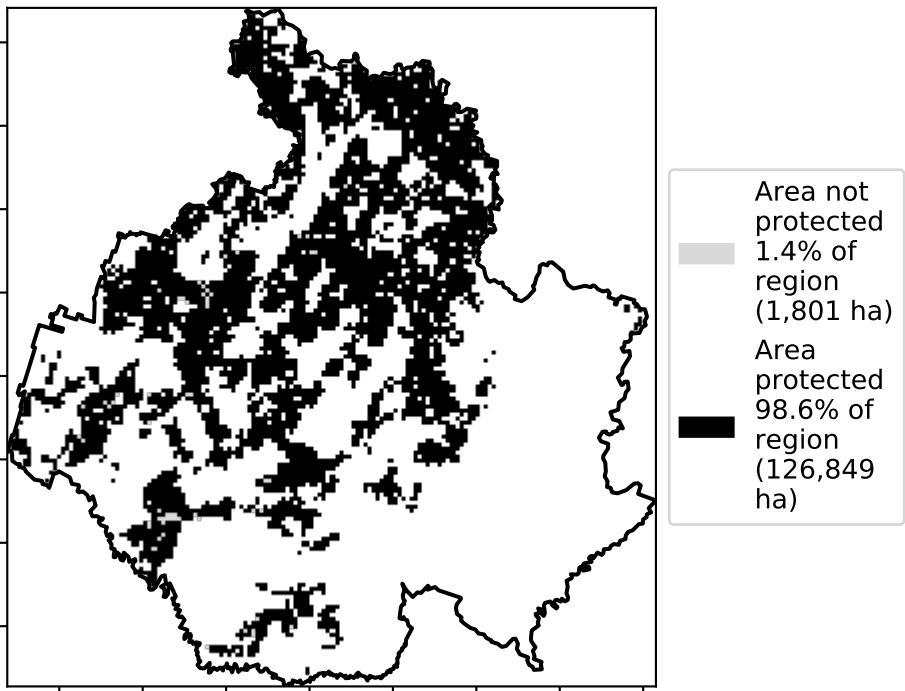 Area not
protected
1.4% of
region
(1,801 ha)
Area
protected
98.6% of
region
(126,849
ha)